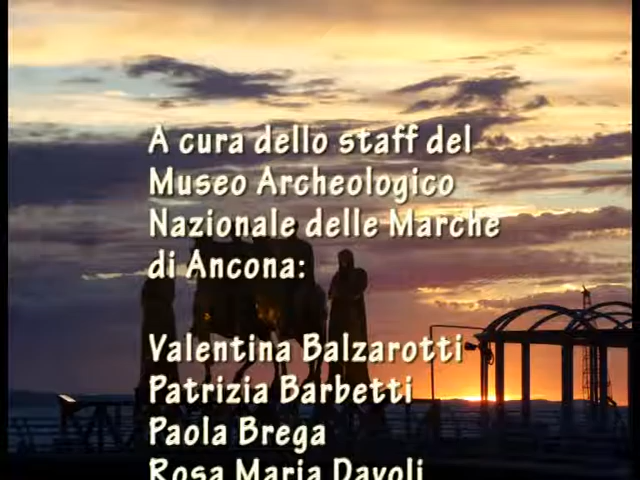 A cura dello staff del
Museo Archeologico
Nazionale delle Marche
di Ancona:
Valentina Balzarotti
Patrizia Barbetti
Paola Brega
Rosa Maria Davoli